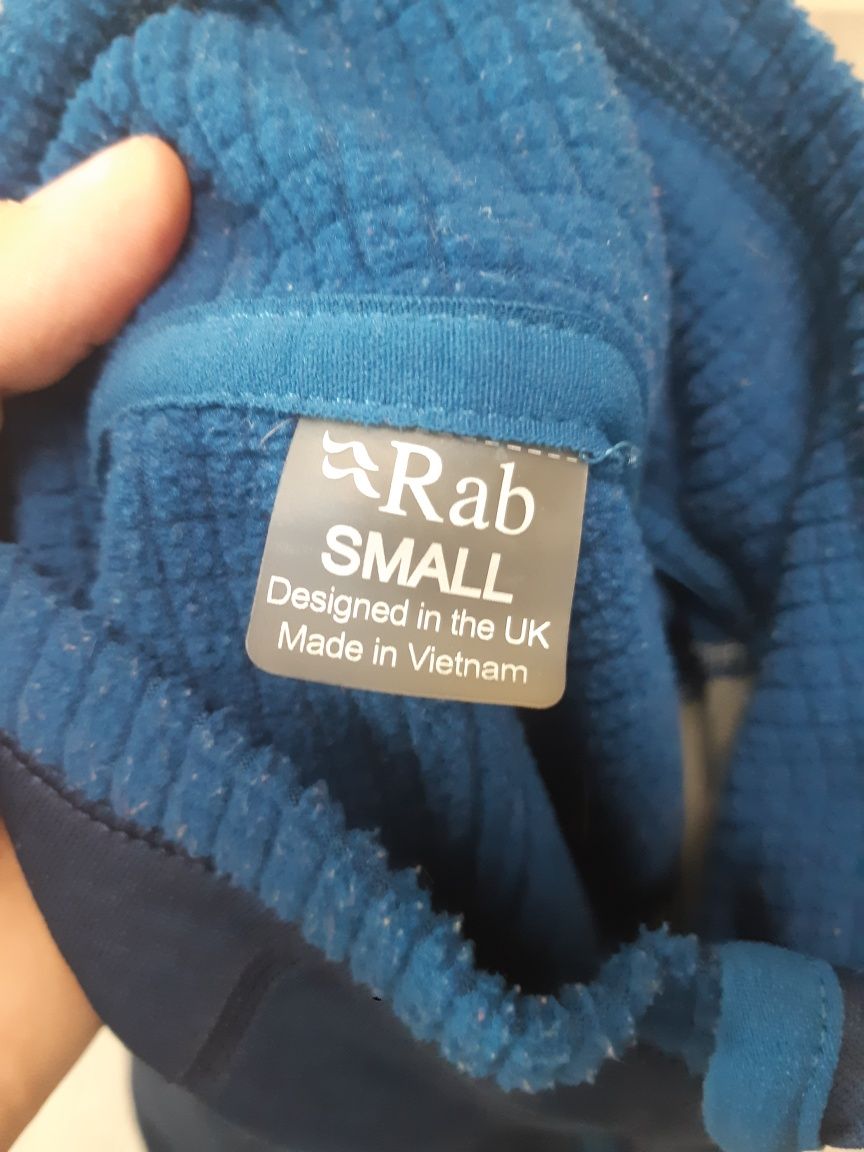 Rab
SMALL
Designed in the UK
Made in Vietnam